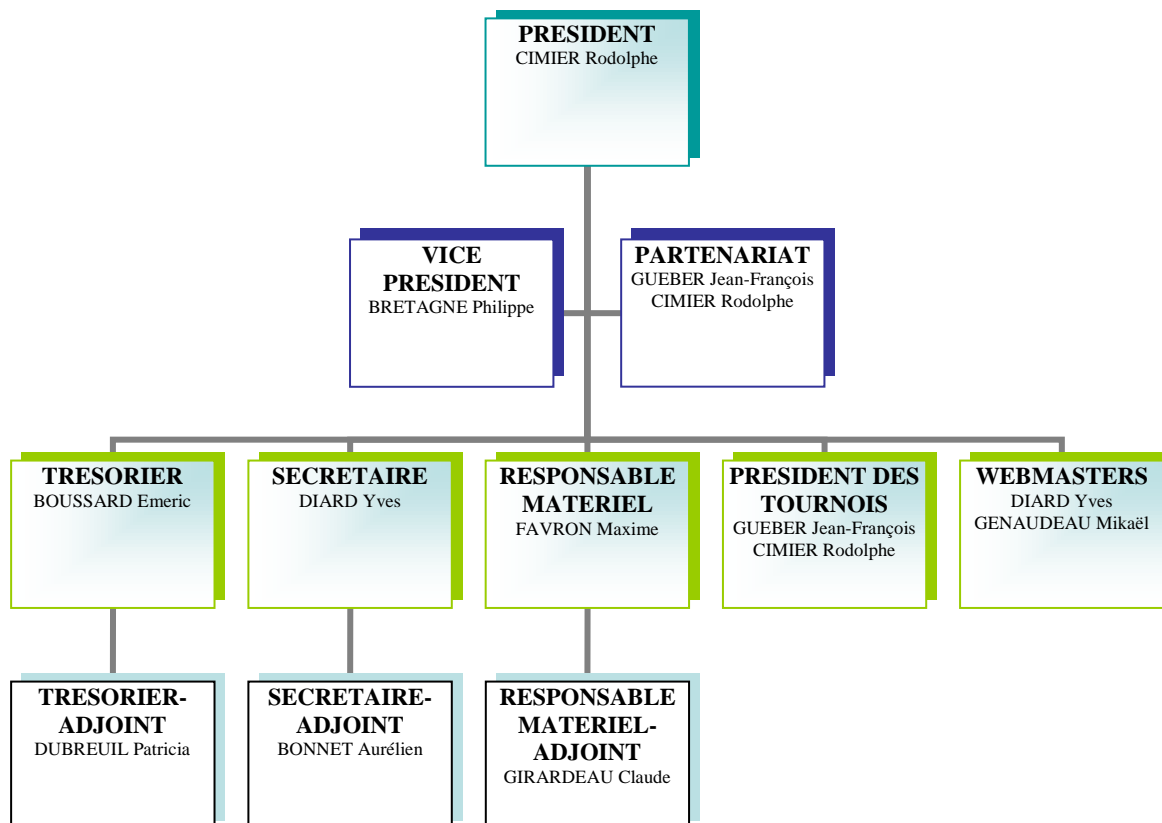 PRESIDENT
CIMIER Rodolphe
VICE
PRESIDENT
BRETAGNE Philippe
PARTENARIAT
GUEBER Jean-François
CIMIER Rodolphe
TRESORIER
BOUSSARD Emeric
SECRETAIRE
DIARD Yves
RESPONSABLE
MATERIEL
FAVRON Maxime
PRESIDENT DES
TOURNOIS
GUEBER Jean-François
CIMIER Rodolphe
WEBMASTERS
DIARD Yves
GENAUDEAU Mikaël
TRESORIER-
ADJOINT
DUBREUIL Patricia
SECRETAIRE-
ADJOINT
BONNET Aurélien
RESPONSABLE
MATERIEL-
ADJOINT
GIRARDEAU Claude